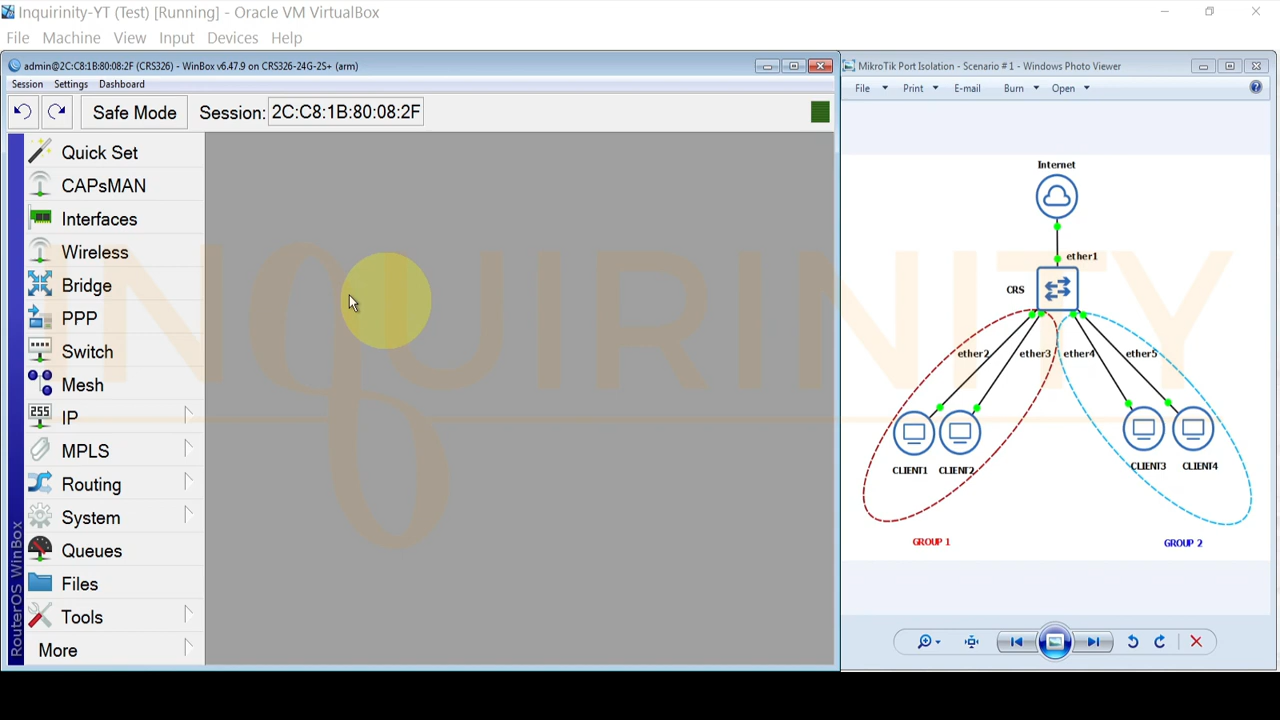 Inquirinity-YT (Test) [Running] - Oracle VM VirtualBox
File Machine View Input Devices Help
admin@2C:C8:1B:80:08:2F (CRS326) - WinBox v6.47.9 on CRS326-24G-2S+ (arm)
Session Settings Dashboard
Safe Mode Session: 2C:C8:1B:80:08:2F
Quick Set
CAPsMAN
Interfaces
Wireless
Bridge
PPP
Switch
Mesh
255 IP
MPLS
Routing
System
Queues
Files
Tools
More
RouterOS WinBox
MikroTik Port Isolation - Scenario #1 - Windows Photo Viewer
File Print E-mail Burn Open
Internet
ether1
CRS
ether2 ether3 ether4 ether5
CLIENT1 CLIENT2 CLIENT3 CLIENT4
GROUP 1 GROUP 2
INQUIRINITY